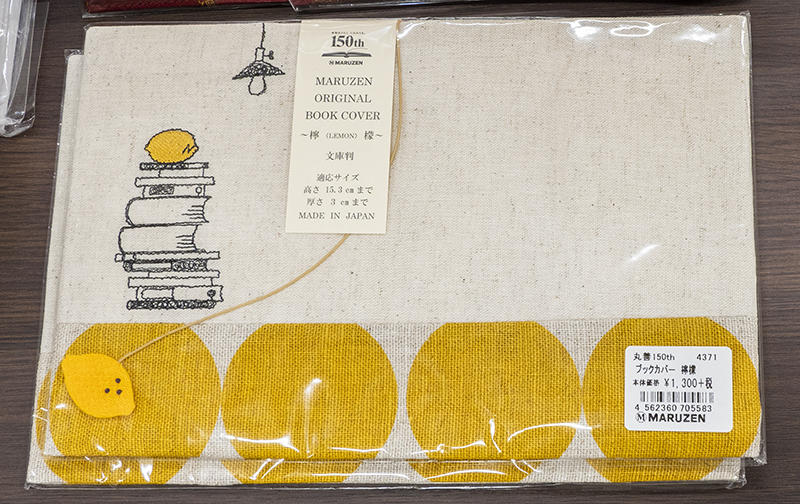 150th
MARUZEN
MARUZEN
ORIGINAL
BOOK COVER
～檸(LEMON)檬～
文庫判
適応サイズ
高さ 15.3 cmまで
厚さ 3 cmまで
MADE IN JAPAN
丸善150th 4371
ブックカバー 檸檬
本体価格 ¥1,300+税
4 562360 705583
MARUZEN